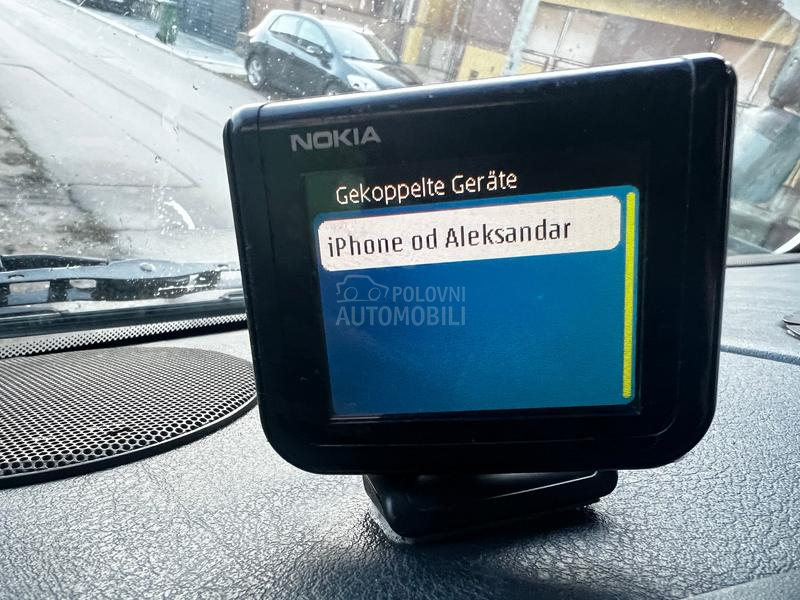 NOKIA
Gekoppelte Geräte
iPhone od Aleksandar
POLOVNI
AUTOMOBILI